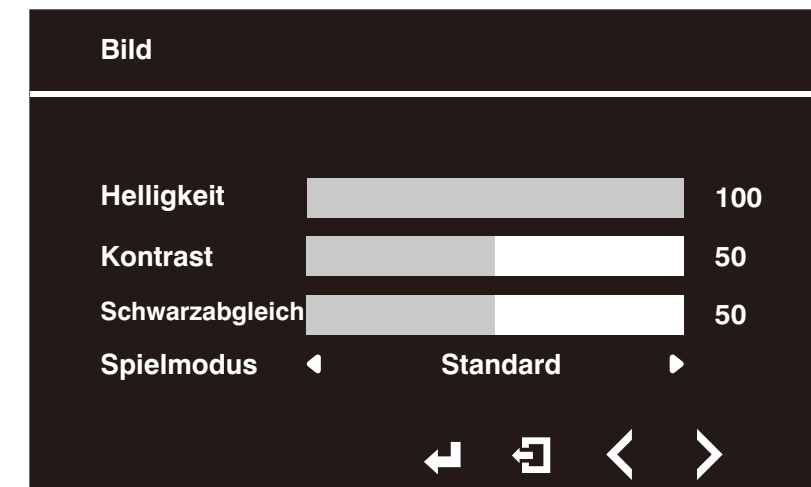 Bild
Helligkeit 100
Kontrast 50
Schwarzabgleich 50
Spielmodus Standard